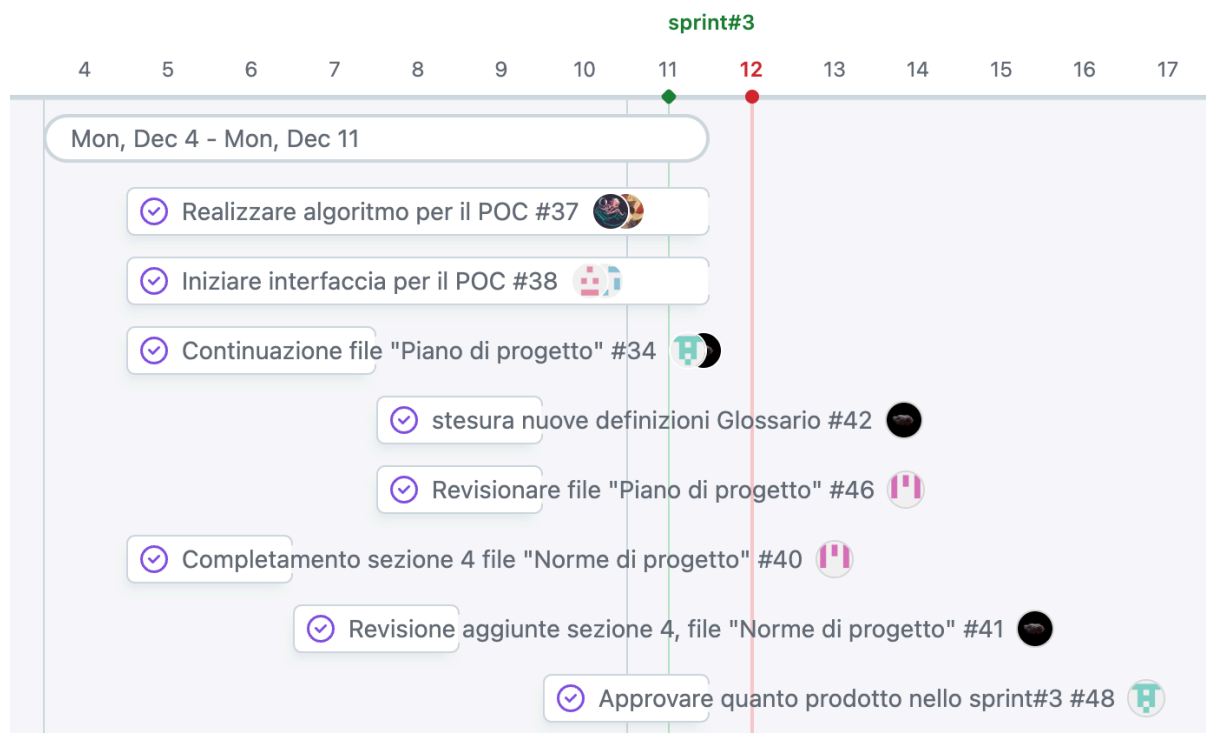 sprint#3
4 5 6 7 8 9 10 11 12 13 14 15 16 17
Mon, Dec 4 - Mon, Dec 11
Realizzare algoritmo per il POC #37
Iniziare interfaccia per il POC #38
Continuazione file "Piano di progetto" #34
stesura nuove definizioni Glossario #42
Revisionare file "Piano di progetto" #46
Completamento sezione 4 file "Norme di progetto" #40
Revisione aggiunte sezione 4, file "Norme di progetto" #41
Approvare quanto prodotto nello sprint#3 #48